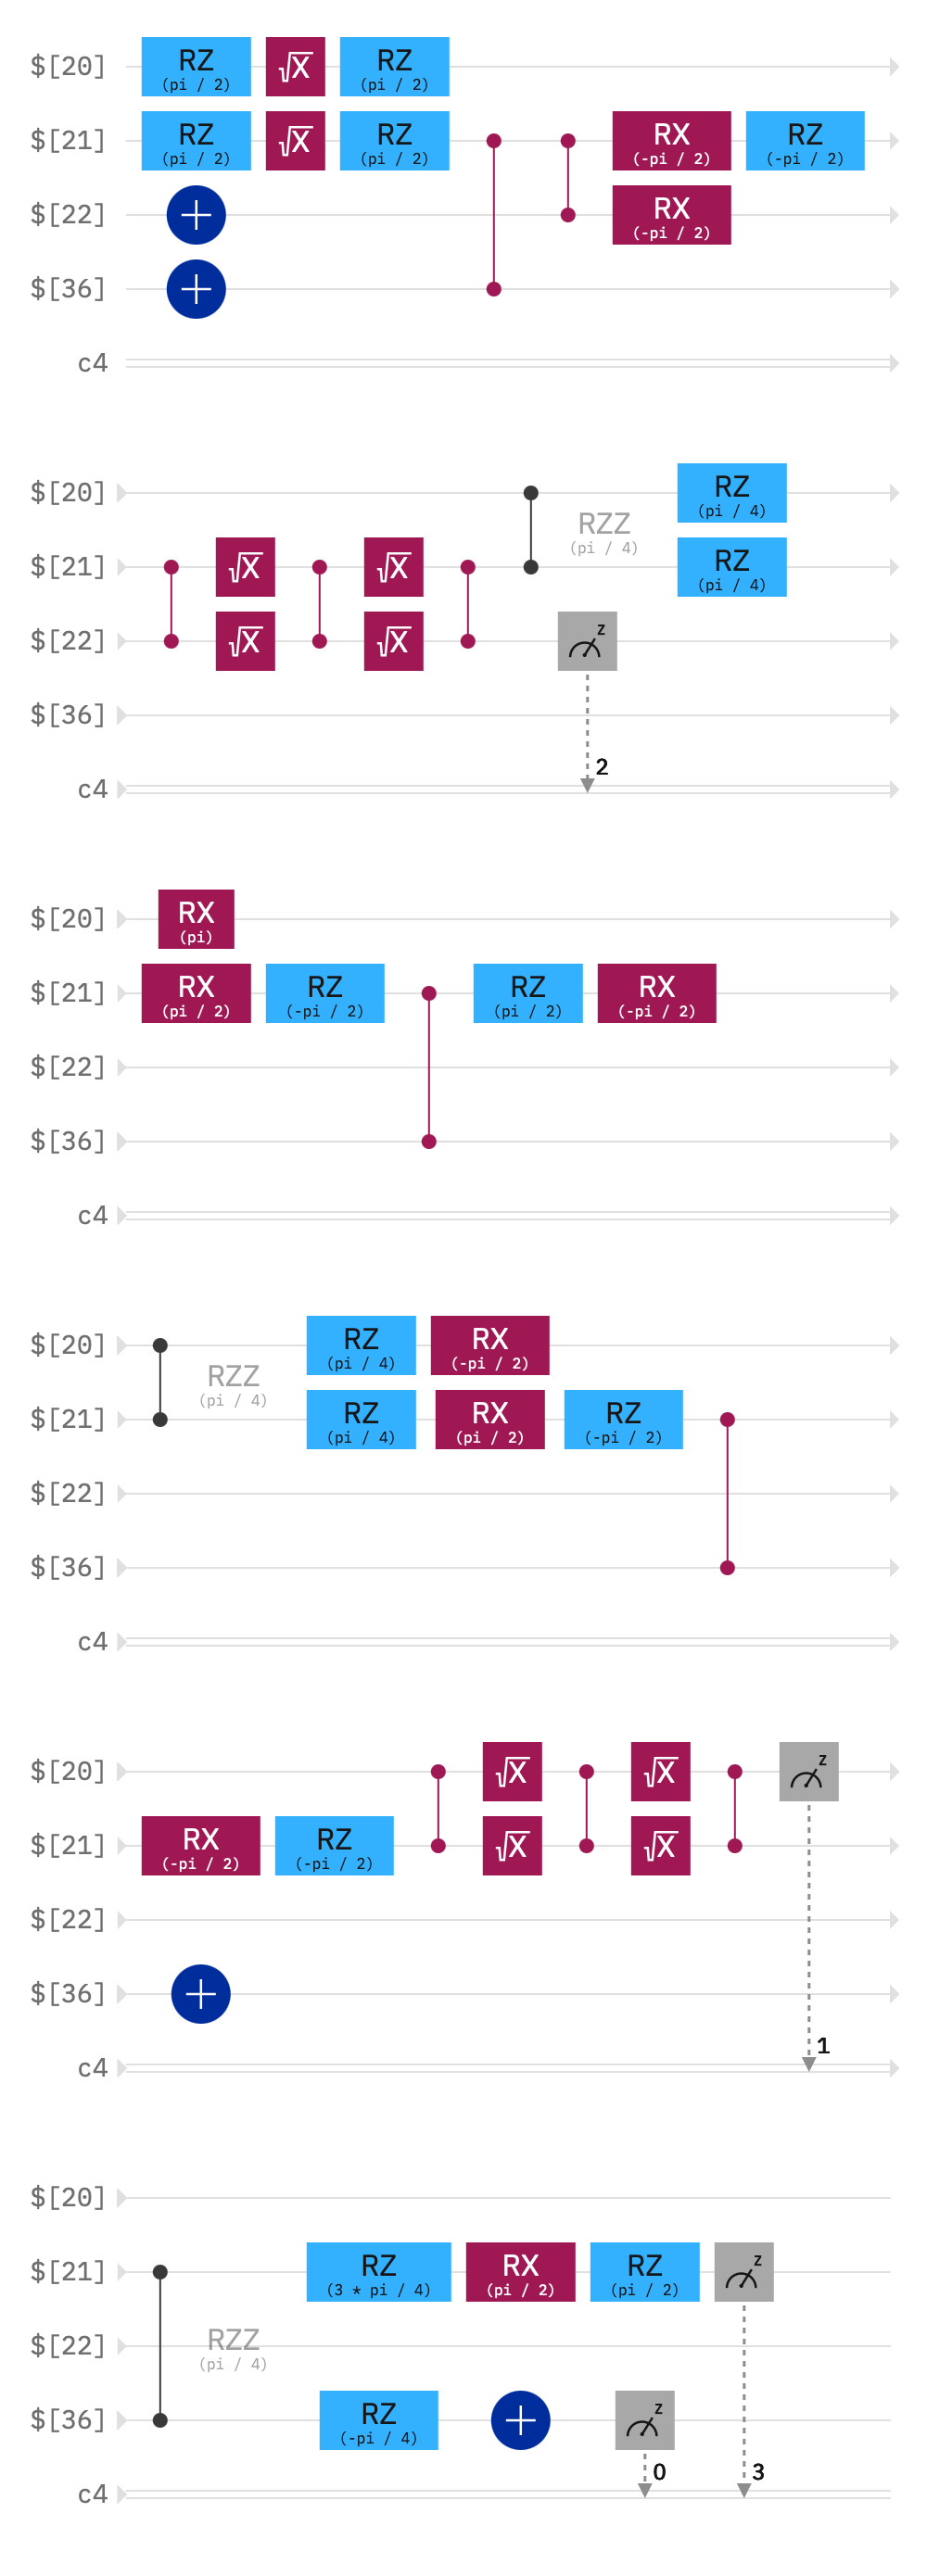 $[20] RZ (pi / 2) √X RZ (pi / 2)
$[21] RZ (pi / 2) √X RZ (pi / 2) RX (-pi / 2) RZ (-pi / 2)
$[22] RX (-pi / 2)
$[36]
c4
$[20] RZZ (pi / 4) RZ (pi / 4)
$[21] √X √X RZ (pi / 4)
$[22] √X √X z
$[36]
c4 2
$[20] RX (pi)
$[21] RX (pi / 2) RZ (-pi / 2) RZ (pi / 2) RX (-pi / 2)
$[22]
$[36]
c4
$[20] RZZ (pi / 4) RZ (pi / 4) RX (-pi / 2)
$[21] RZ (pi / 4) RX (pi / 2) RZ (-pi / 2)
$[22]
$[36]
c4
$[20] √X √X z
$[21] RX (-pi / 2) RZ (-pi / 2) √X √X
$[22]
$[36]
c4 1
$[20]
$[21] RZ (3 * pi / 4) RX (pi / 2) RZ (pi / 2) z
$[22] RZZ (pi / 4)
$[36] RZ (-pi / 4) z
c4 0 3